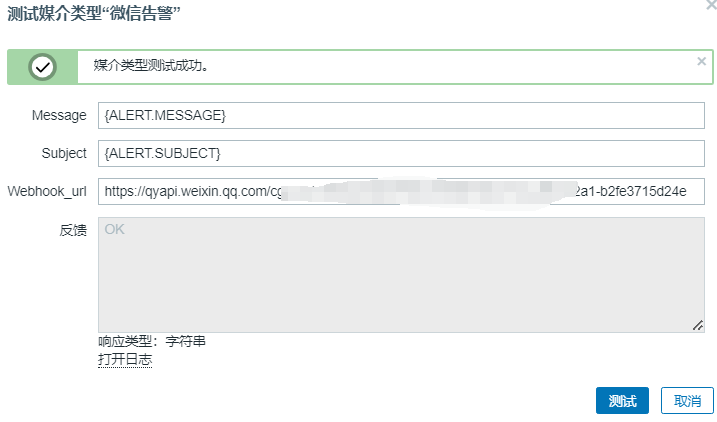 测试媒介类型“微信告警”
媒介类型测试成功。
Message {ALERT.MESSAGE}
Subject {ALERT.SUBJECT}
Webhook_url https://qyapi.weixin.qq.com/cg 2a1-b2fe3715d24e
反馈 OK
响应类型：字符串
打开日志
测试 取消